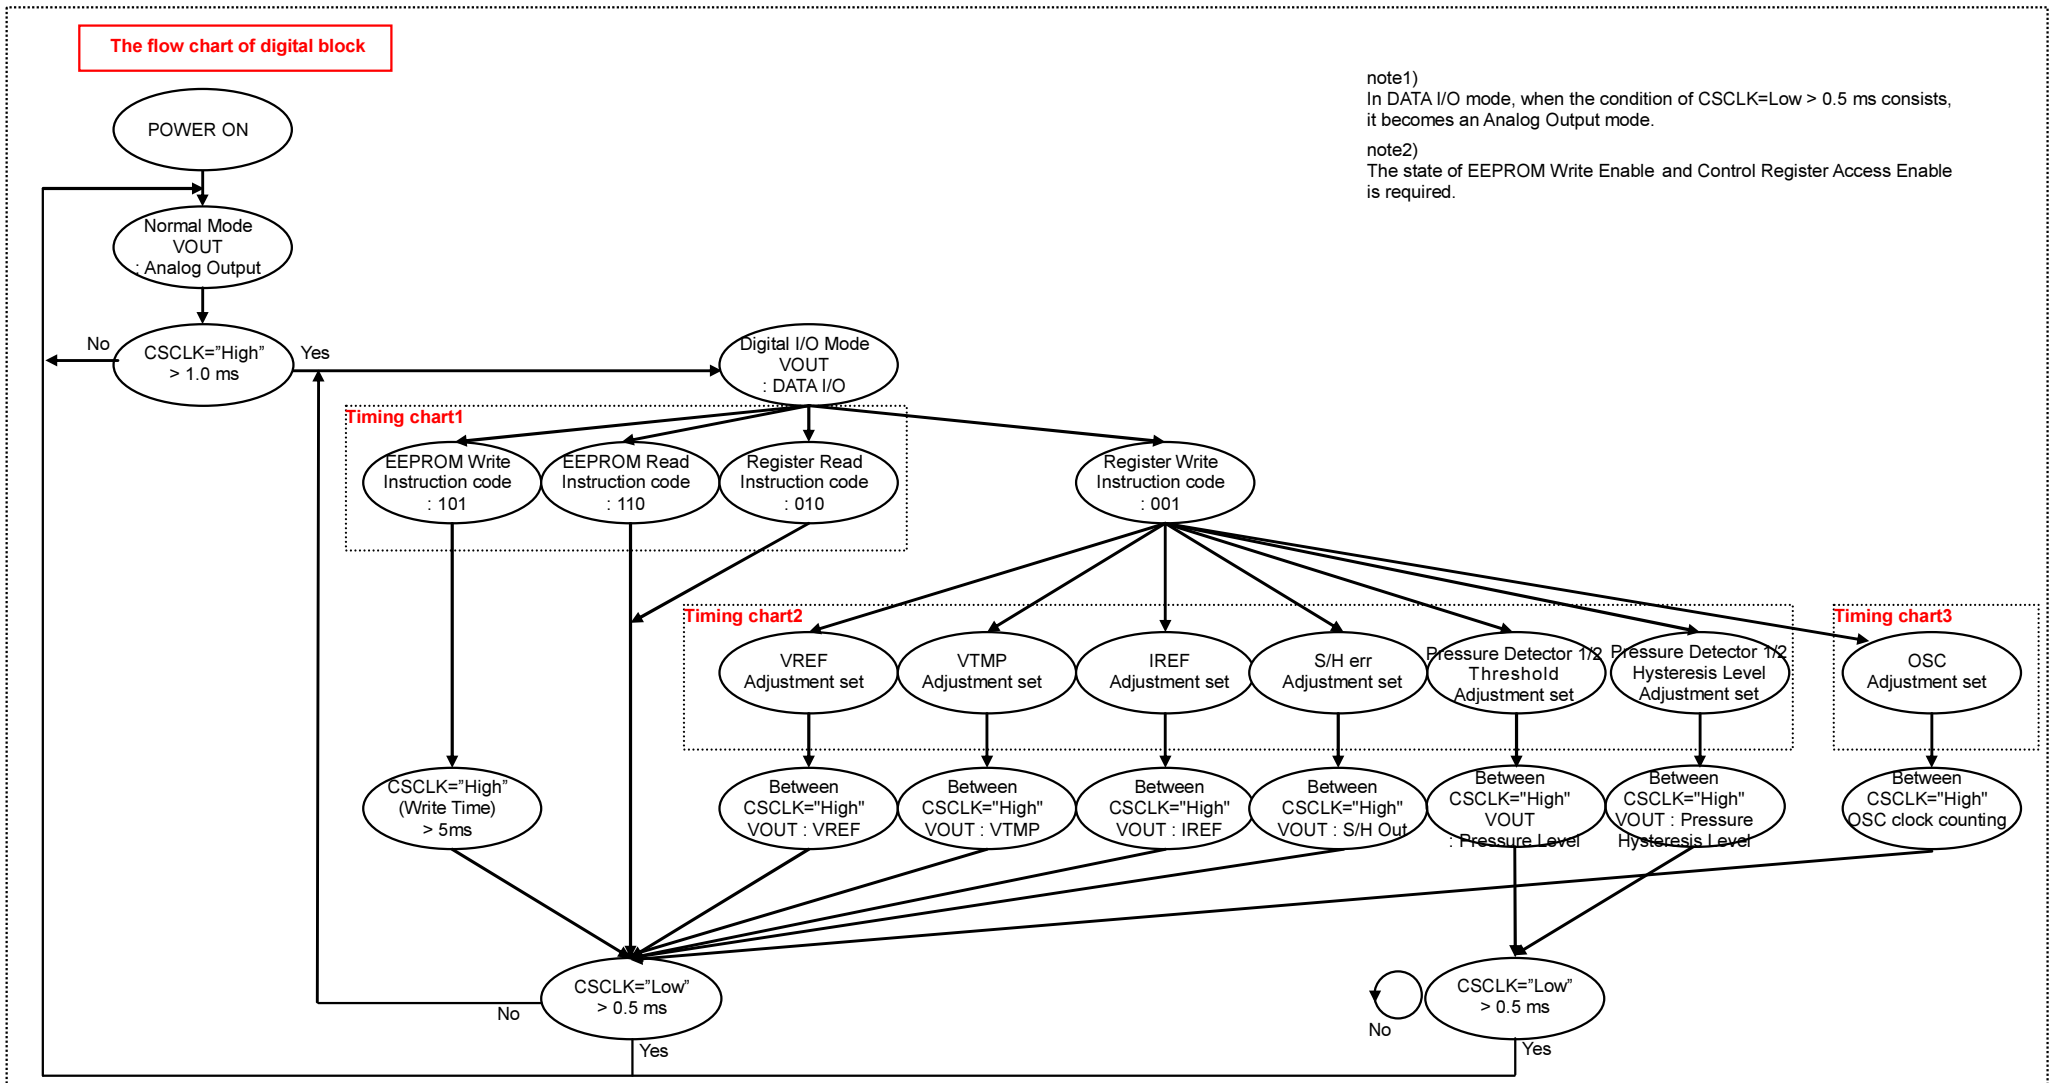 The flow chart of digital block
note1)
In DATA I/O mode, when the condition of CSCLK=Low > 0.5 ms consists,
it becomes an Analog Output mode.
note2)
The state of EEPROM Write Enable and Control Register Access Enable
is required.
POWER ON
Normal Mode
VOUT
: Analog Output
No
CSCLK=”High”
> 1.0 ms
Yes
Digital I/O Mode
VOUT
: DATA I/O
Timing chart1
EEPROM Write
Instruction code
: 101
EEPROM Read
Instruction code
: 110
Register Read
Instruction code
: 010
Register Write
Instruction code
: 001
Timing chart2
Timing chart3
VREF
Adjustment set
VTMP
Adjustment set
IREF
Adjustment set
S/H err
Adjustment set
Pressure Detector 1/2
Threshold
Adjustment set
Pressure Detector 1/2
Hysteresis Level
Adjustment set
OSC
Adjustment set
CSCLK=”High”
(Write Time)
> 5ms
Between
CSCLK="High"
VOUT : VREF
Between
CSCLK="High"
VOUT : VTMP
Between
CSCLK="High"
VOUT : IREF
Between
CSCLK="High"
VOUT : S/H Out
Between
CSCLK="High"
VOUT
: Pressure Level
Between
CSCLK="High"
VOUT : Pressure
Hysteresis Level
Between
CSCLK="High"
OSC clock counting
CSCLK=”Low”
> 0.5 ms
No
Yes
CSCLK=”Low”
> 0.5 ms
No
Yes